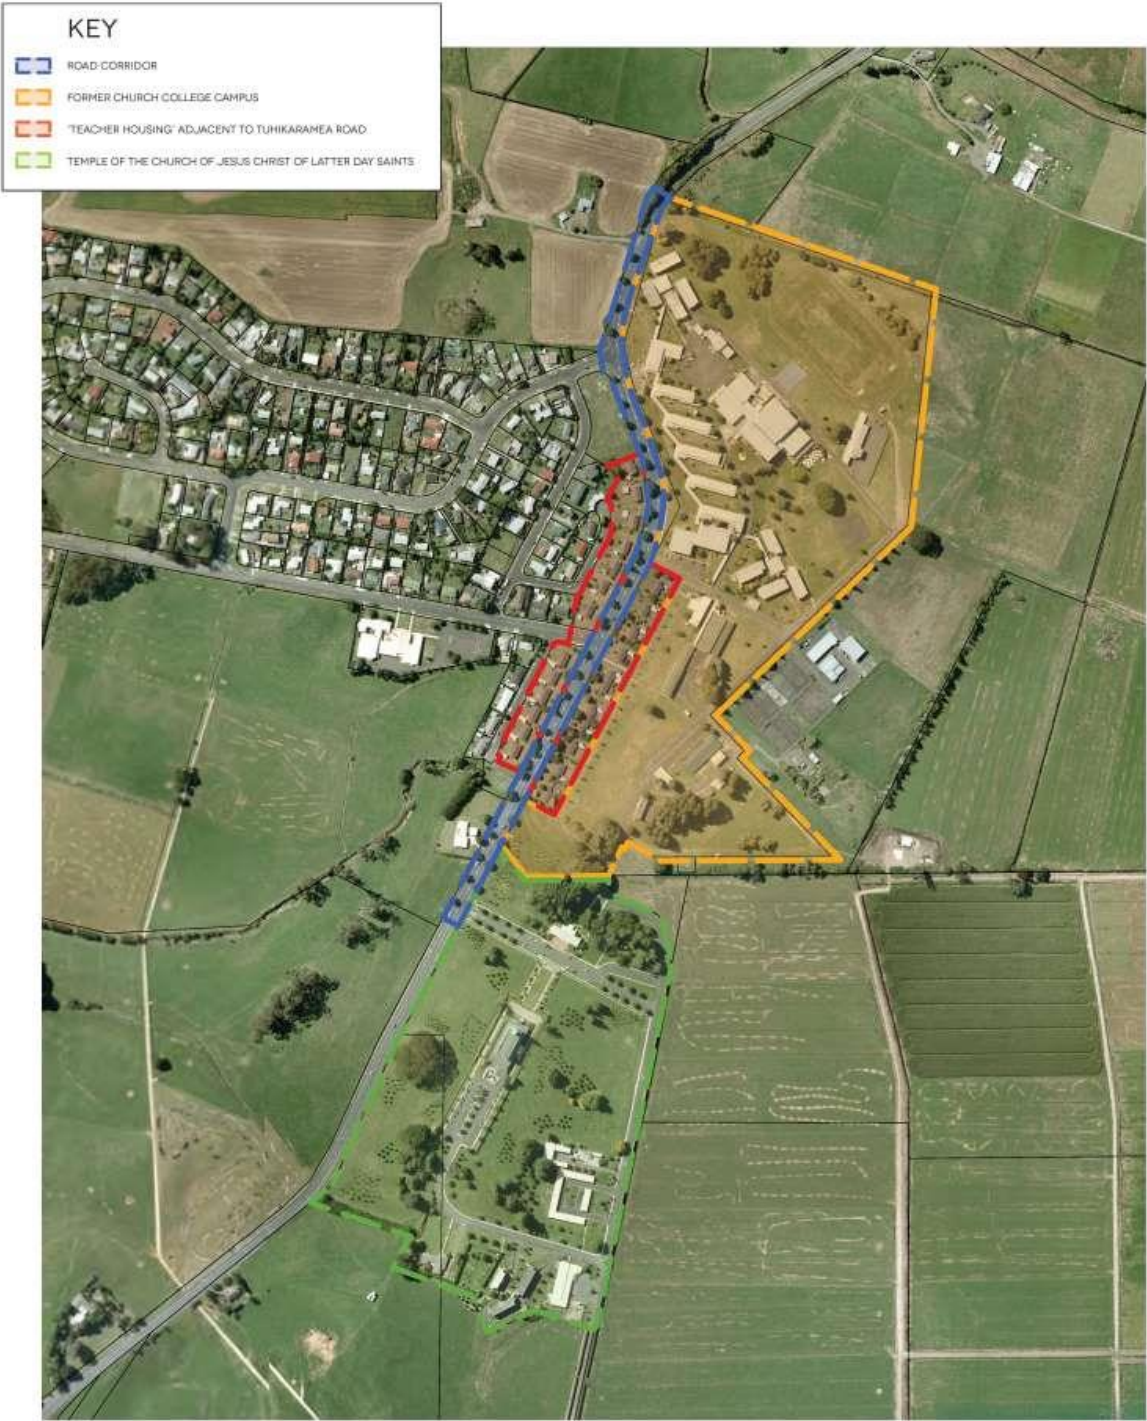 KEY
ROAD CORRIDOR
FORMER CHURCH COLLEGE CAMPUS
'TEACHER HOUSING' ADJACENT TO TUHIKARAMEA ROAD
TEMPLE OF THE CHURCH OF JESUS CHRIST OF LATTER DAY SAINTS